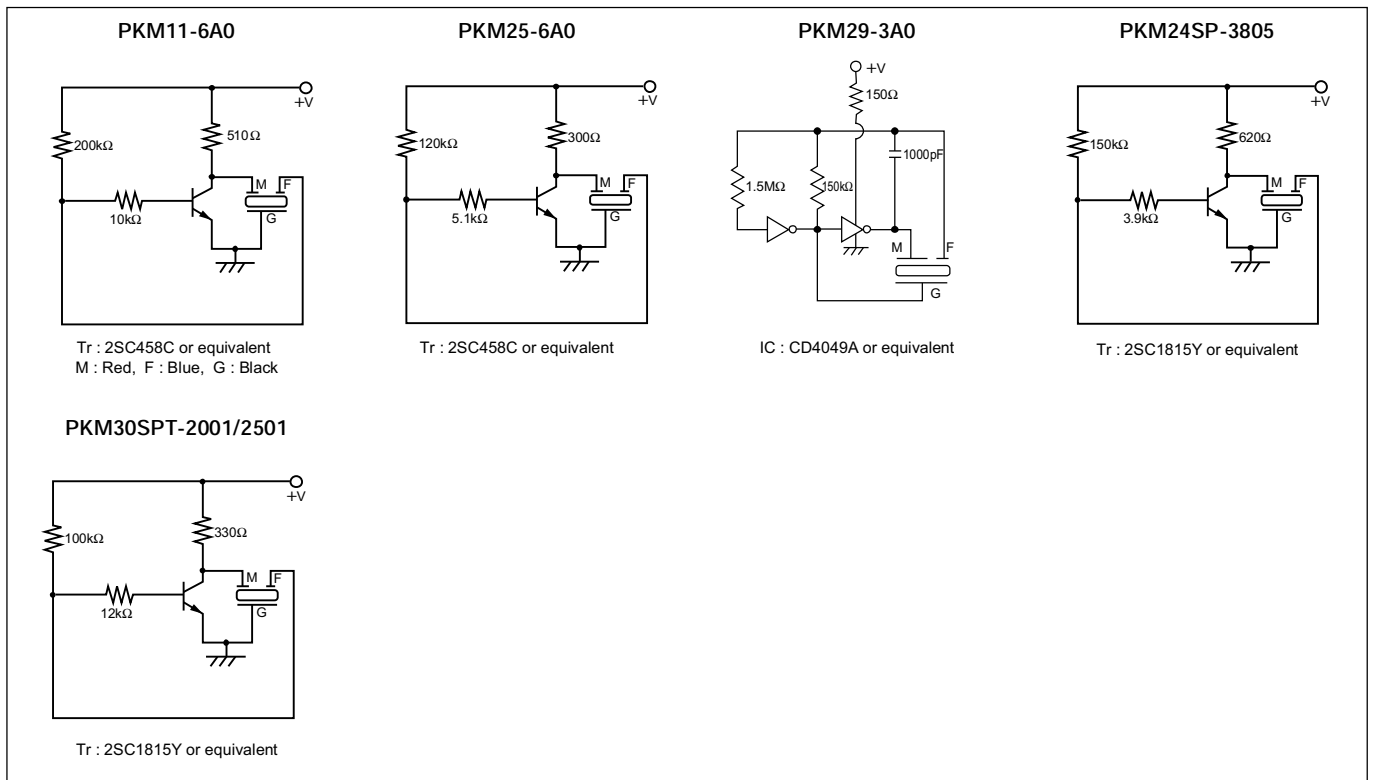 PKM11-6A0
PKM25-6A0
PKM29-3A0
PKM24SP-3805
+V
200kΩ
510Ω
M
F
10kΩ
G
Tr : 2SC458C or equivalent
M : Red, F : Blue, G : Black
+V
120kΩ
300Ω
M
F
5.1kΩ
G
Tr : 2SC458C or equivalent
+V
150Ω
1000pF
1.5MΩ
150kΩ
M
F
G
IC : CD4049A or equivalent
+V
150kΩ
620Ω
M
F
3.9kΩ
G
Tr : 2SC1815Y or equivalent
PKM30SPT-2001/2501
+V
100kΩ
330Ω
M
F
12kΩ
G
Tr : 2SC1815Y or equivalent